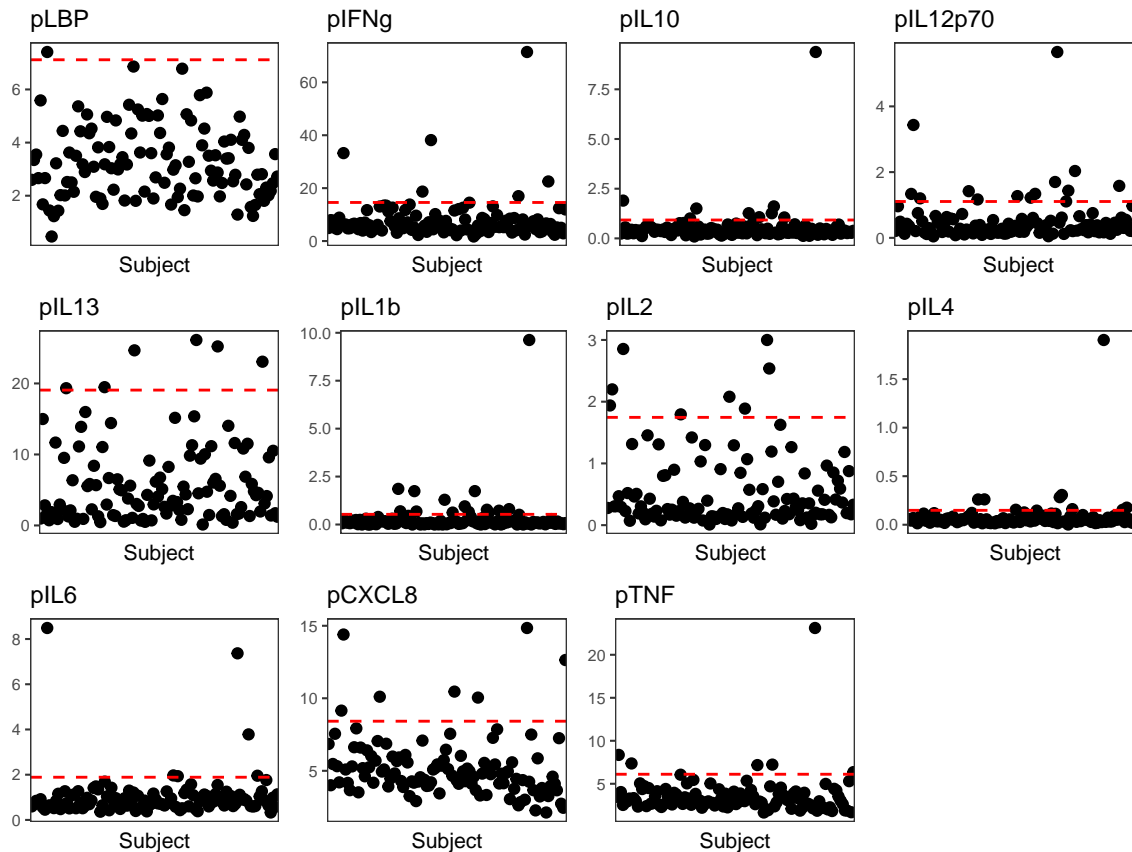 pLBP
6
4
2
Subject
pIFNg
60
40
20
0
Subject
pIL10
7.5
5.0
2.5
0.0
Subject
pIL12p70
4
2
0
Subject
pIL13
20
10
0
Subject
pIL1b
10.0
7.5
5.0
2.5
0.0
Subject
pIL2
3
2
1
0
Subject
pIL4
1.5
1.0
0.5
0.0
Subject
pIL6
8
6
4
2
0
Subject
pCXCL8
15
10
5
Subject
pTNF
20
15
10
5
Subject